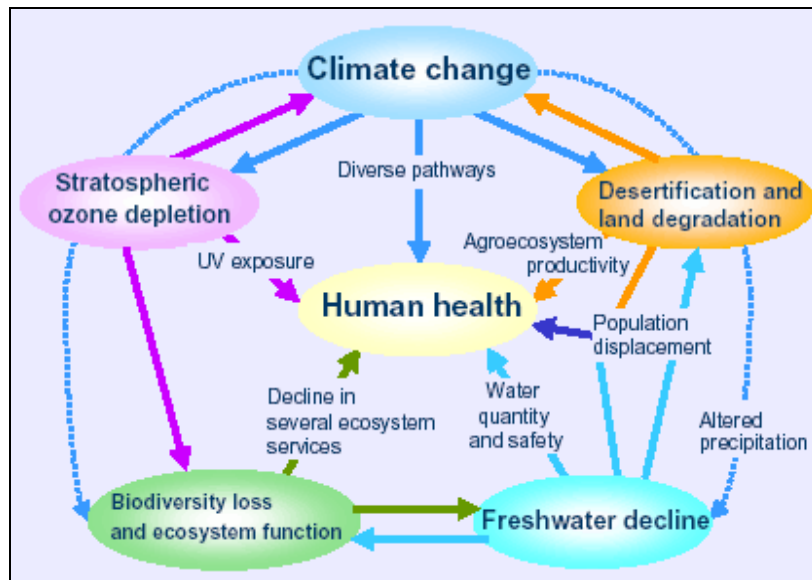 Climate change
Diverse pathways
Stratospheric
ozone depletion
Desertification and
land degradation
UV exposure
Agroecosystem
productivity
Human health
Population
displacement
Decline in
several ecosystem
services
Water
quantity
and safety
Altered
precipitation
Biodiversity loss
and ecosystem function
Freshwater decline